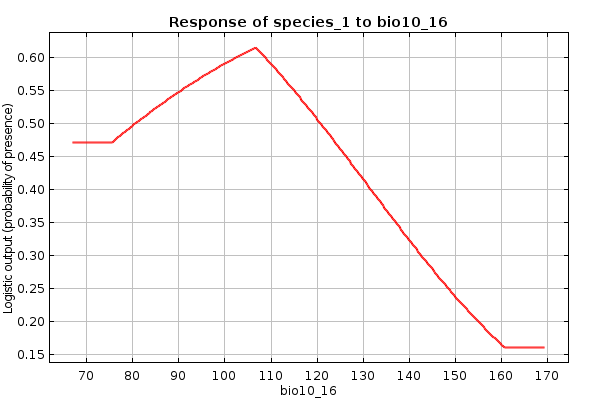 Response of species_1 to bio10_16
Logistic output (probability of presence)
0.60
0.55
0.50
0.45
0.40
0.35
0.30
0.25
0.20
0.15
70 80 90 100 110 120 130 140 150 160 170
bio10_16